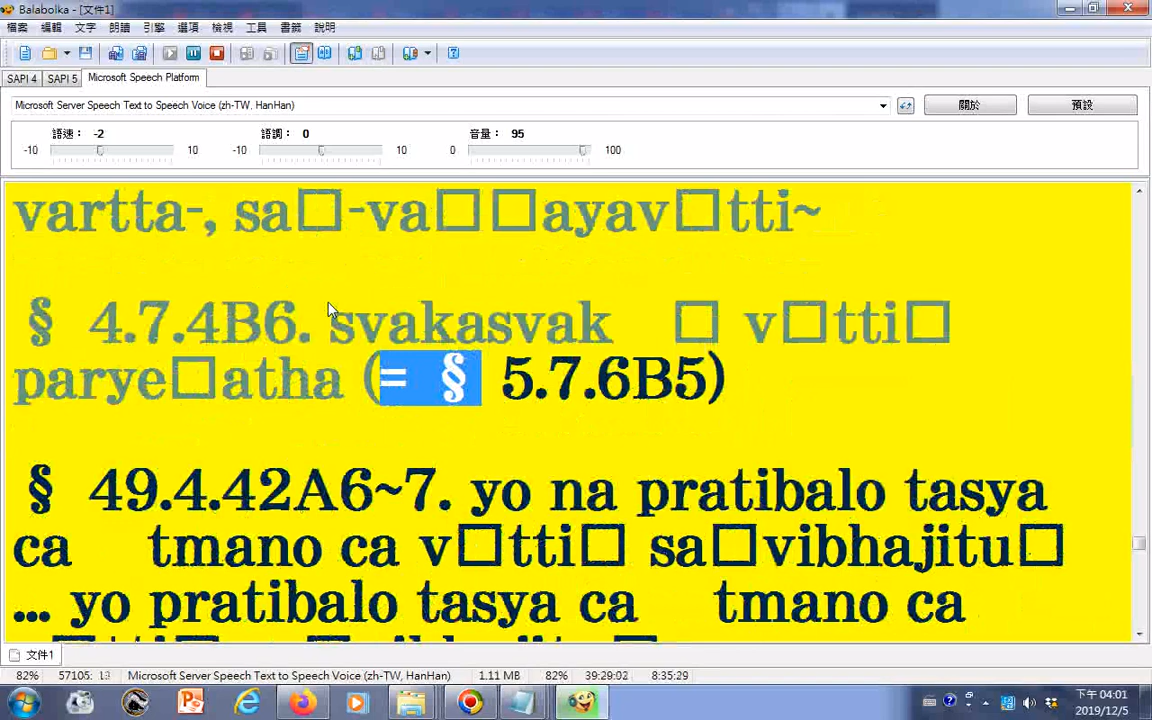 Balabolka - [文件1]
檔案 編輯 文字 朗讀 引擎 選項 檢視 工具 書籤 說明
SAPI 4 SAPI 5 Microsoft Speech Platform
Microsoft Server Speech Text to Speech Voice (zh-TW, HanHan) 關於 預設
語速： -2 語調： 0 音量： 95
-10 10 -10 10 0 100
vartta-, sa□-va□□ayav□tti~
§ 4.7.4B6. svakasvak □ v□tti□
parye□atha (= § 5.7.6B5)
§ 49.4.42A6~7. yo na pratibalo tasya
ca tmano ca v□tti□ sa□vibhajitu□
... yo pratibalo tasya ca tmano ca
文件1
82% 57105: 13 Microsoft Server Speech Text to Speech Voice (zh-TW, HanHan) 1.11 MB 82% 39:29:02 8:35:29
下午 04:01
2019/12/5